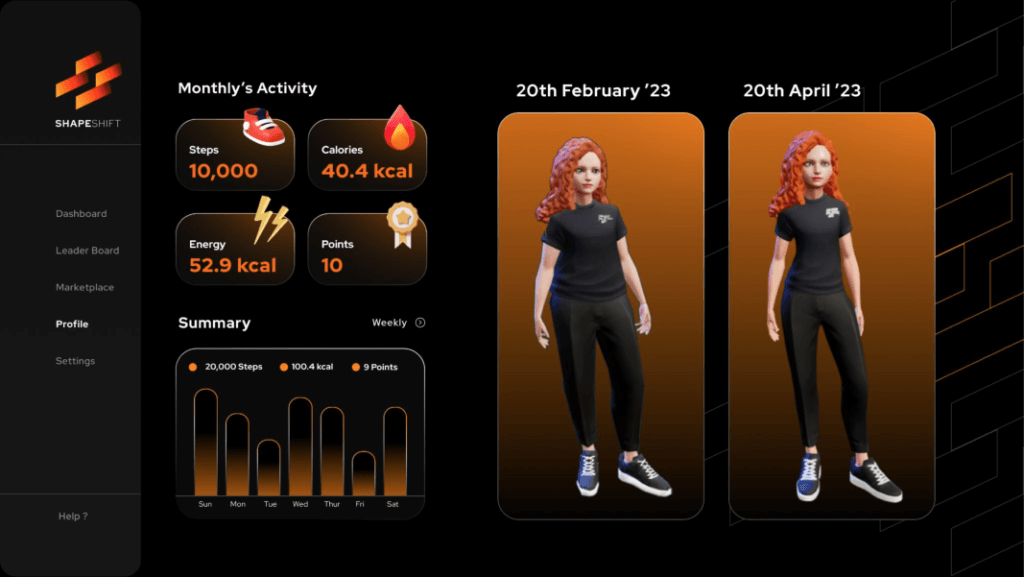 SHAPESHIFT
Dashboard
Leader Board
Marketplace
Profile
Settings
Help ?
Monthly’s Activity
Steps
10,000
Calories
40.4 kcal
Energy
52.9 kcal
Points
10
Summary
Weekly
20,000 Steps
100.4 kcal
9 Points
Sun Mon Tue Wed Thur Fri Sat
20th February ’23
20th April ’23